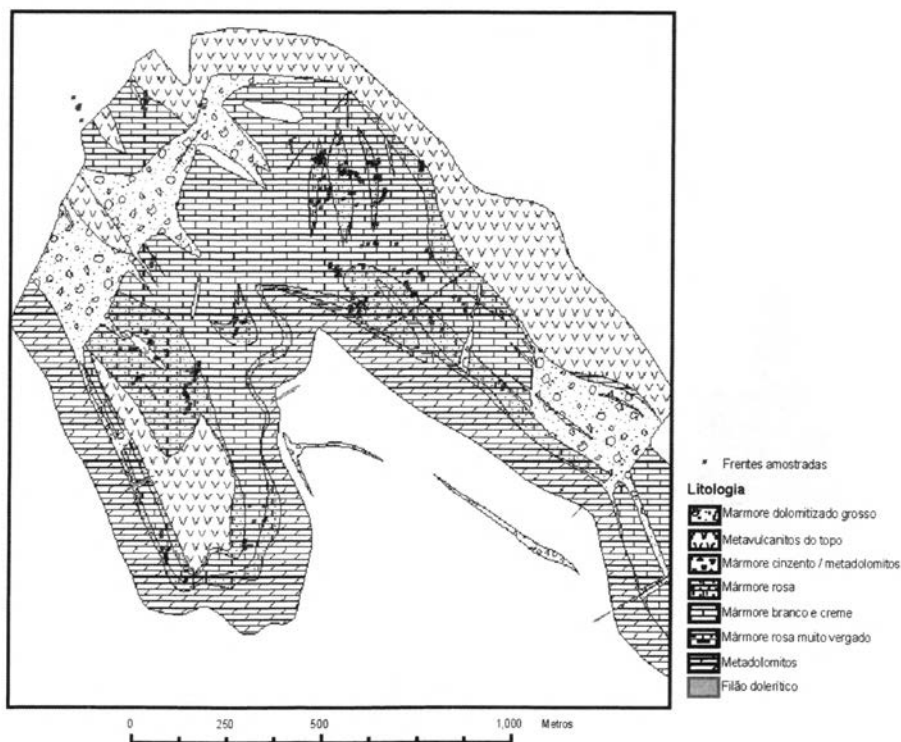 Frentes amostradas
Litologia
Marmore dolomitizado grosso
Metavulcanitos do topo
Mármore cinzento / metadolomitos
Mármore rosa
Mármore branco e creme
Mármore rosa muito vergado
Metadolomitos
Filão dolerítico
0 250 500 1,000 Metros